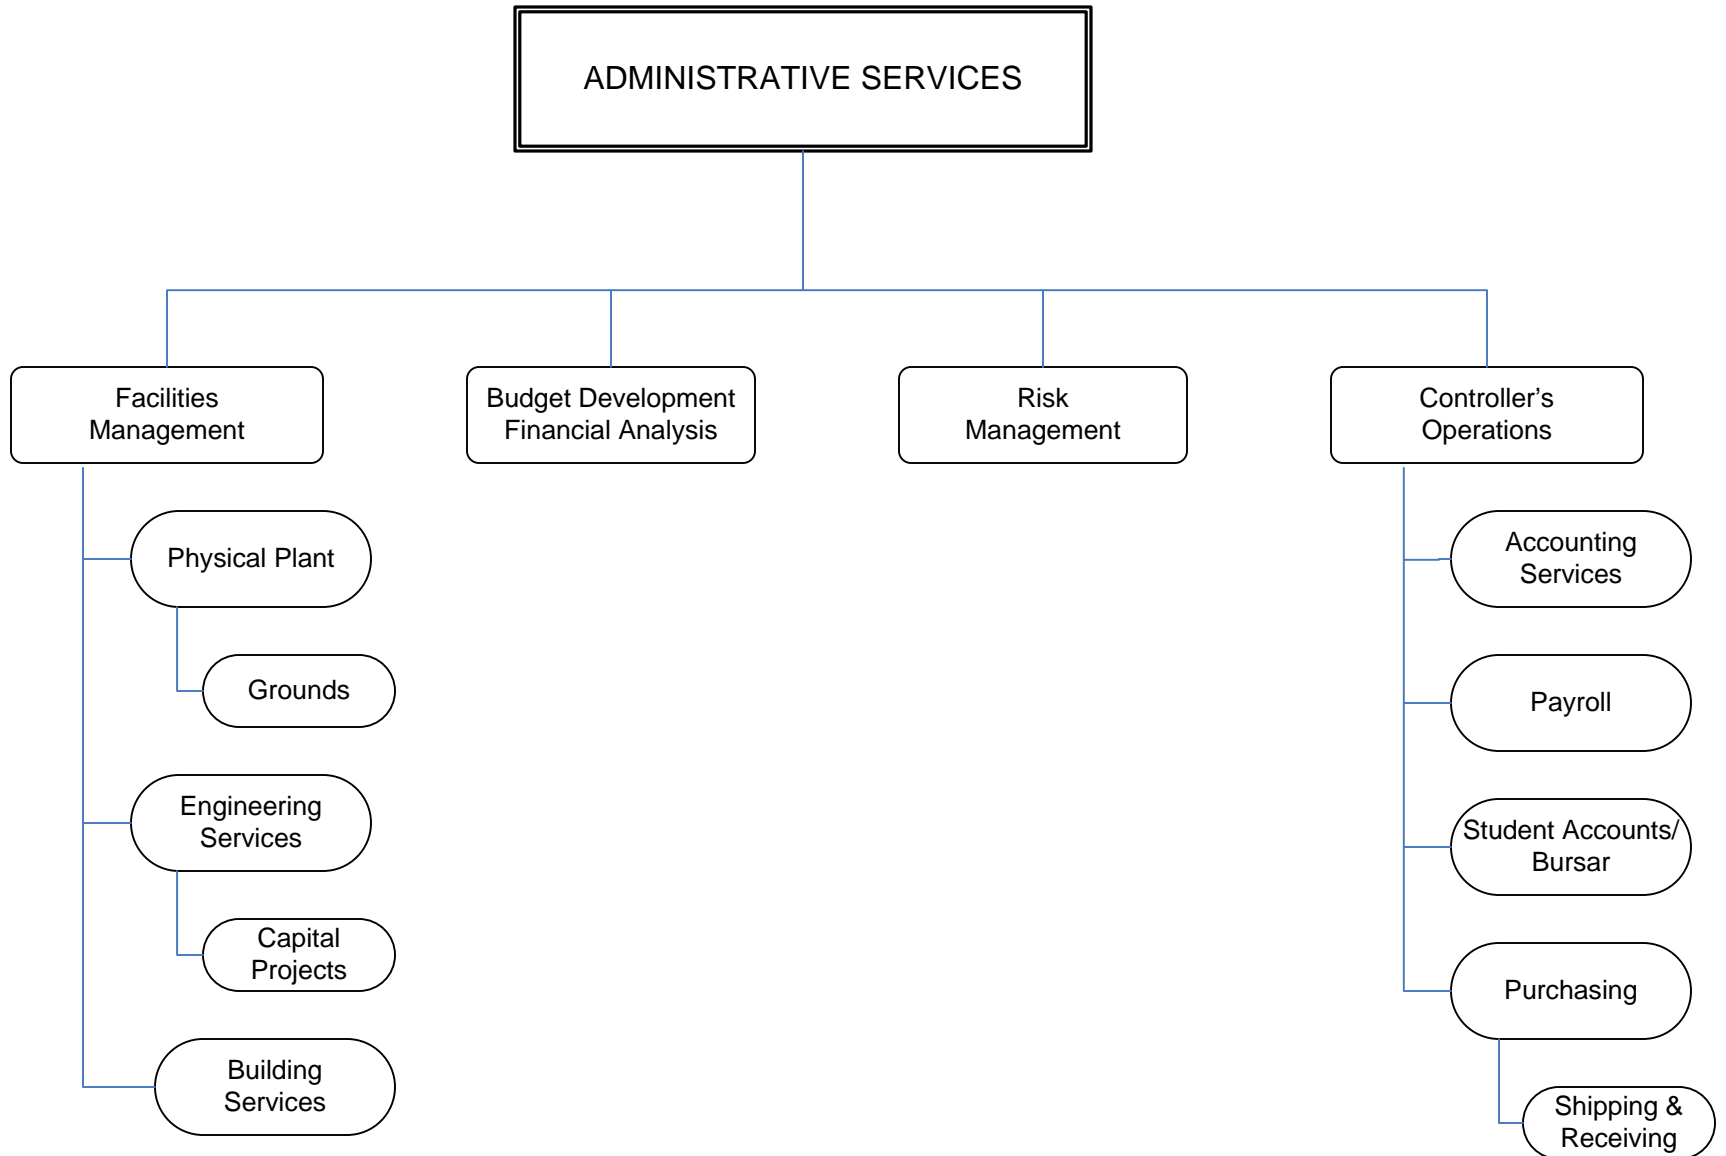 ADMINISTRATIVE SERVICES
Facilities
Management
Budget Development
Financial Analysis
Risk
Management
Controller’s
Operations
Physical Plant
Grounds
Engineering
Services
Capital
Projects
Building
Services
Accounting
Services
Payroll
Student Accounts/
Bursar
Purchasing
Shipping &
Receiving